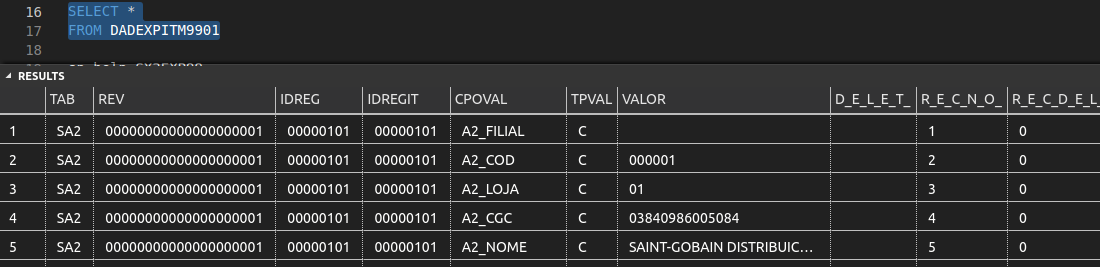 16 SELECT *
17 FROM DADEXPITM9901
18
RESULTS
TAB REV IDREG IDREGIT CPOVAL TPVAL VALOR D_E_L_E_T_ R_E_C_N_O_ R_E_C_D_E_L_
1 SA2 00000000000000000001 00000101 00000101 A2_FILIAL C 1 0
2 SA2 00000000000000000001 00000101 00000101 A2_COD C 000001 2 0
3 SA2 00000000000000000001 00000101 00000101 A2_LOJA C 01 3 0
4 SA2 00000000000000000001 00000101 00000101 A2_CGC C 03840986005084 4 0
5 SA2 00000000000000000001 00000101 00000101 A2_NOME C SAINT-GOBAIN DISTRIBUIC... 5 0